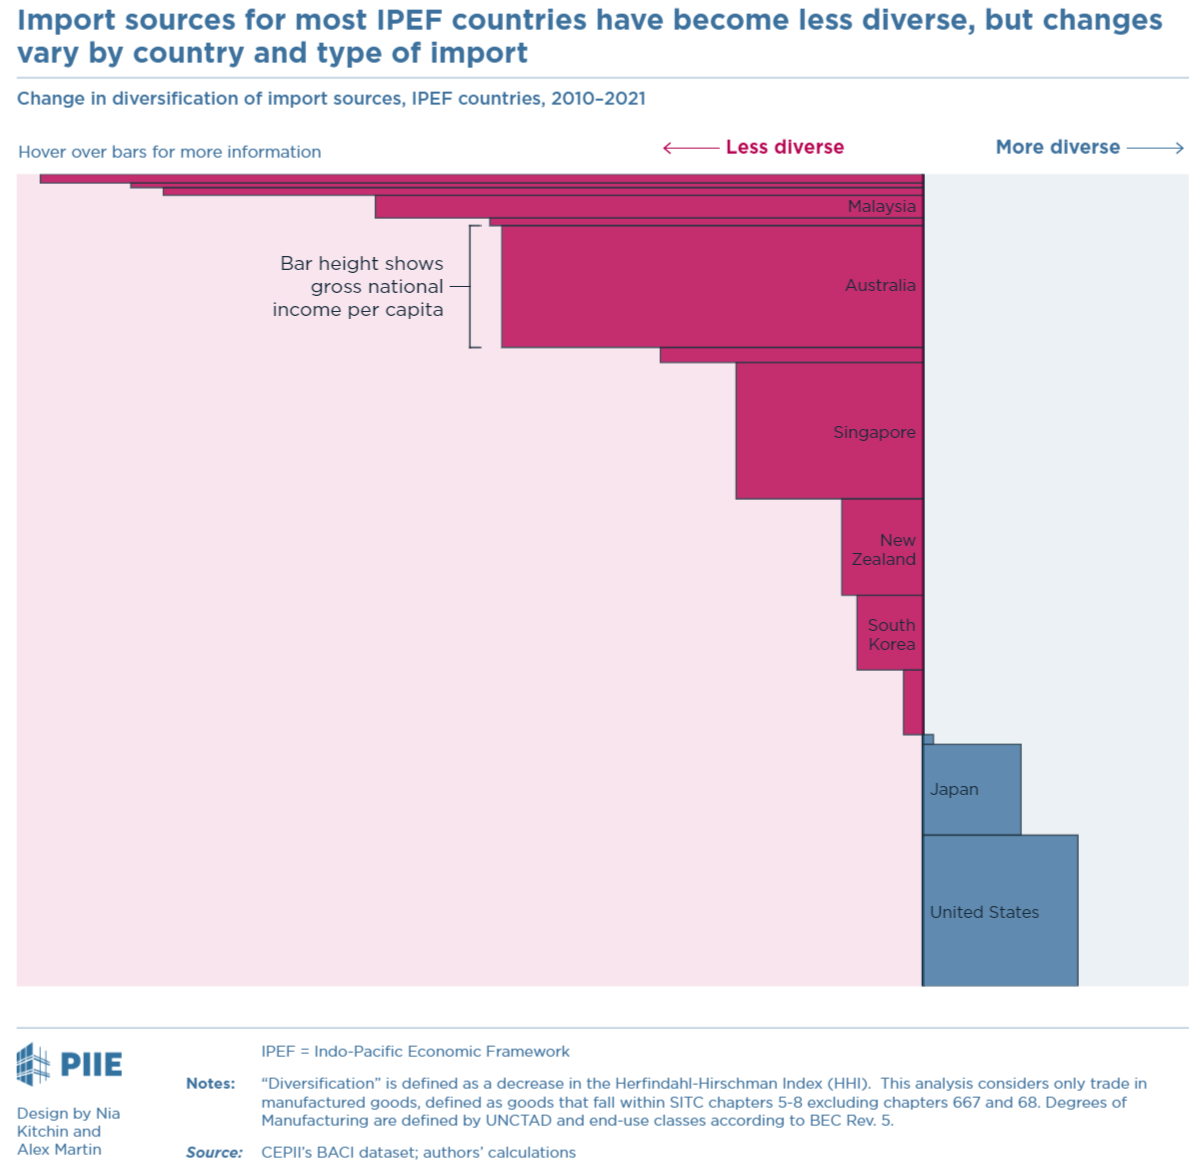 Import sources for most IPEF countries have become less diverse, but changes
vary by country and type of import
Change in diversification of import sources, IPEF countries, 2010–2021
Hover over bars for more information
Less diverse
More diverse
Malaysia
Bar height shows
gross national
income per capita
Australia
Singapore
New
Zealand
South
Korea
Japan
United States
PIIE
Design by Nia
Kitchin and
Alex Martin
IPEF = Indo-Pacific Economic Framework
Notes: “Diversification” is defined as a decrease in the Herfindahl-Hirschman Index (HHI). This analysis considers only trade in
manufactured goods, defined as goods that fall within SITC chapters 5-8 excluding chapters 667 and 68. Degrees of
Manufacturing are defined by UNCTAD and end-use classes according to BEC Rev. 5.
Source: CEPII’s BACI dataset; authors’ calculations